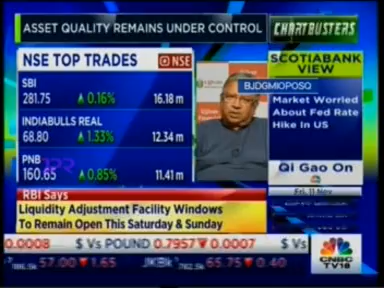 ASSET QUALITY REMAINS UNDER CONTROL
CHARTBUSTERS
NSE TOP TRADES
NSE
SBI
281.75 ▲ 0.16% 16.18 m
INDIABULLS REAL
68.80 ▲ 1.33% 12.34 m
PNB
160.65 ▲ 0.85% 11.41 m
SCOTIABANK
VIEW
BJDGMIOPOSQ
Market Worried
About Fed Rate
Hike In US
Qi Gao On
Fri, 11 Nov
RBI Says
Liquidity Adjustment Facility Windows
To Remain Open This Saturday & Sunday
0.0008 $ Vs POUND 0.7957 ▼ 0.0007 $ Vs
57.00 ▼ 1.65
65.75 ▼ 0.40
CNBC
TV18